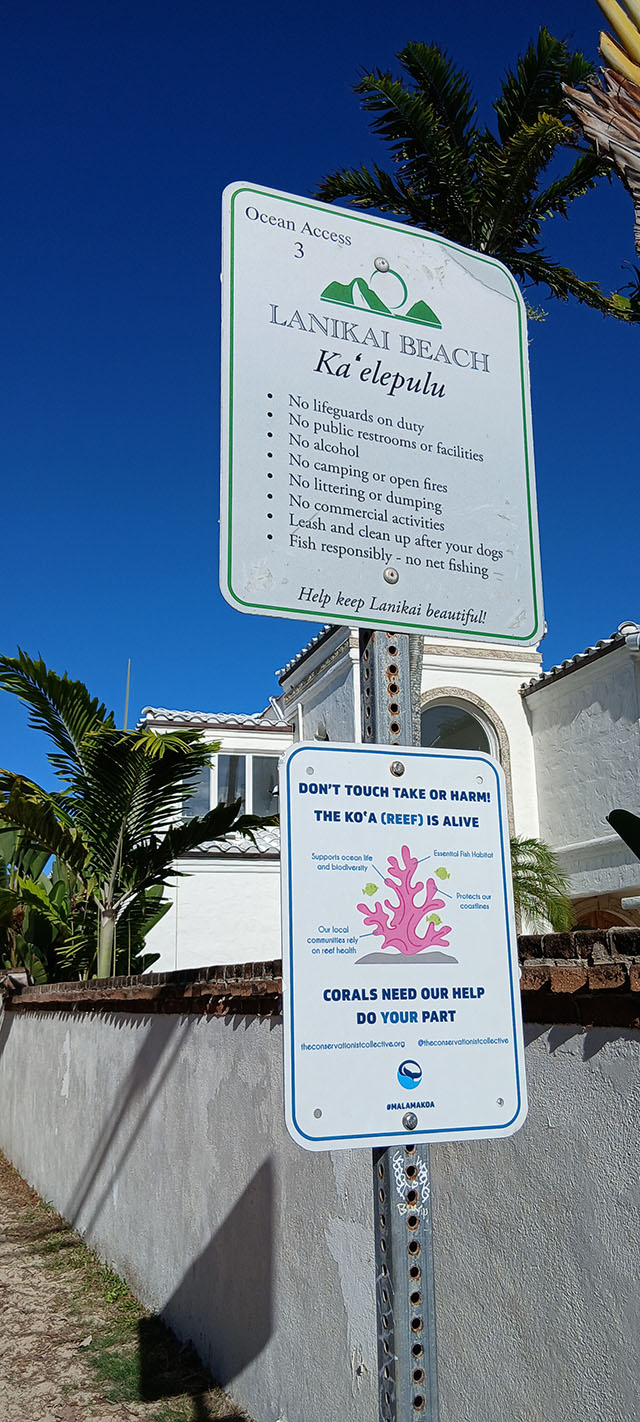 Ocean Access
3
LANIKAI BEACH
Kaʻelepulu
• No lifeguards on duty
• No public restrooms or facilities
• No alcohol
• No camping or open fires
• No littering or dumping
• No commercial activities
• Leash and clean up after your dogs
• Fish responsibly - no net fishing
Help keep Lanikai beautiful!
DON'T TOUCH TAKE OR HARM!
THE KOʻA (REEF) IS ALIVE
Supports ocean life
and biodiversity
Essential Fish Habitat
Protects our
coastlines
Our local
communities rely
on reef health
CORALS NEED OUR HELP
DO YOUR PART
theconservationistcollective.org @theconservationistcollective
#MALAMAKOA